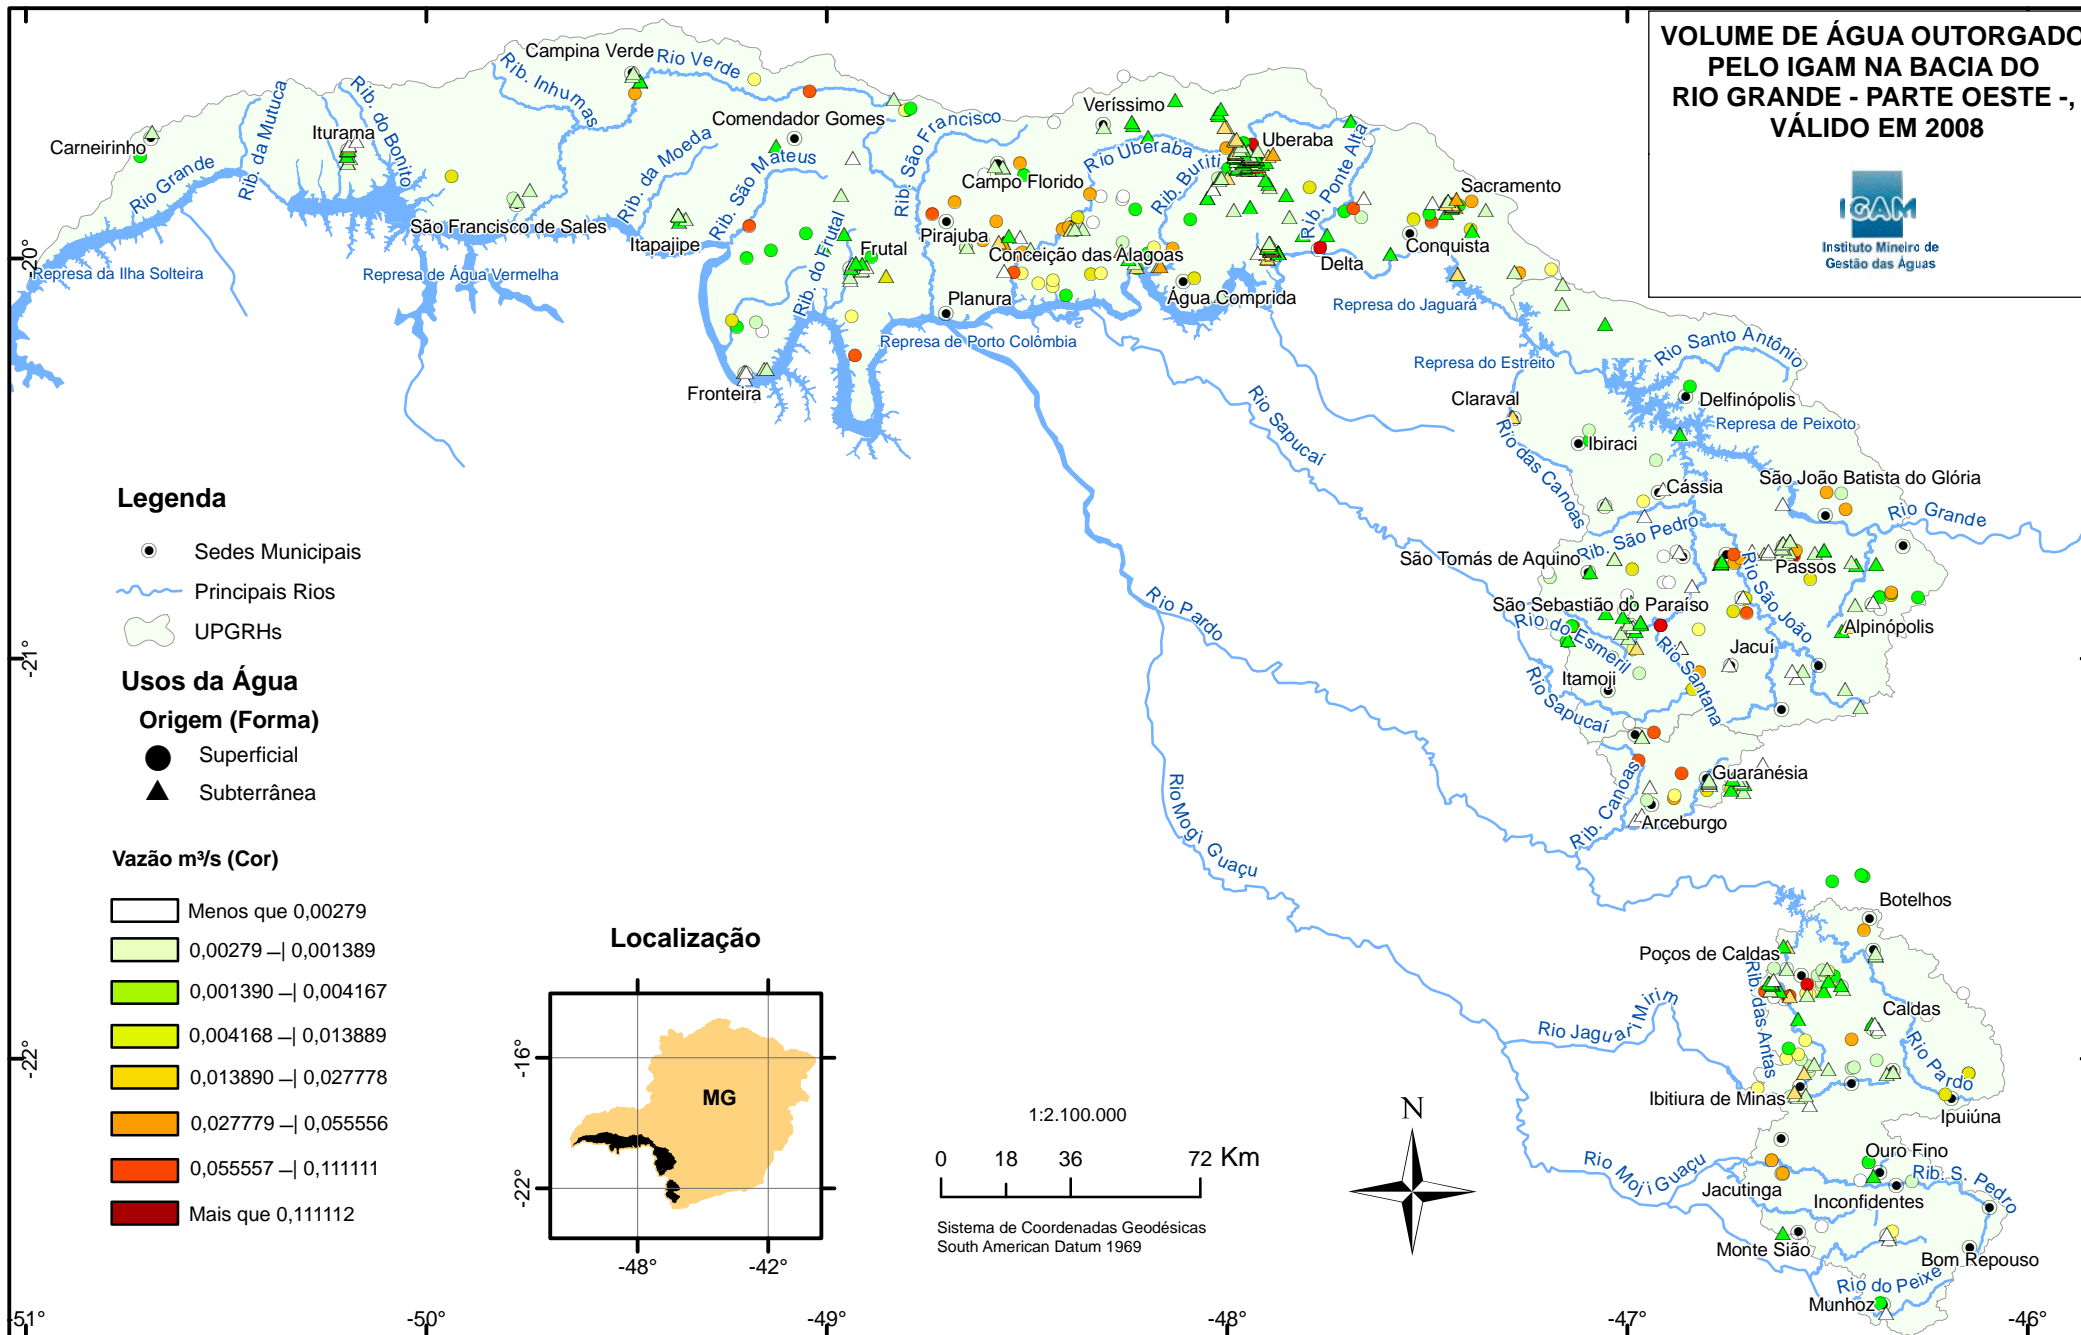 VOLUME DE ÁGUA OUTORGADO
PELO IGAM NA BACIA DO
RIO GRANDE - PARTE OESTE -,
VÁLIDO EM 2008
IGAM
Instituto Mineiro de
Gestão das Águas
Campina Verde
Rio Verde
Rib. Inhumas
Rib. da Mutuca
Rib. do Bonito
Iturama
Carneirinho
Rio Grande
Comendador Gomes
Rib. da Moeda
Rib. São Mateus
Rib. São Francisco
Veríssimo
Uberaba
Rio Uberaba
Rib. Buriti
Rib. Ponte Alta
Campo Florido
Sacramento
São Francisco de Sales
Itapajipe
Rib. do Frutal
Frutal
Pirajuba
Conceição das Alagoas
Delta
Conquista
Represa da Ilha Solteira
Represa de Água Vermelha
Planura
Água Comprida
Represa do Jaguará
Represa de Porto Colômbia
Represa do Estreito
Rio Santo Antônio
Fronteira
Claraval
Delfinópolis
Represa de Peixoto
Rio Sapucaí
Rio das Canoas
Ibiraci
Cássia
São João Batista do Glória
Rio Grande
Rib. São Pedro
São Tomás de Aquino
Passos
Rio São João
São Sebastião do Paraíso
Rio do Esmeril
Rio Santana
Jacuí
Alpinópolis
Itamoji
Rio Sapucaí
Rio Pardo
Rib. Canoas
Guaranésia
Arceburgo
Rio Mogi Guaçu
Botelhos
Poços de Caldas
Rib. das Antas
Caldas
Rio Jaguari Mirim
Rio Pardo
Ibitiura de Minas
Ipuiúna
Rio Moji Guaçu
Ouro Fino
Rib. S. Pedro
Jacutinga
Inconfidentes
Monte Sião
Bom Repouso
Rio do Peixe
Munhoz
Legenda
Sedes Municipais
Principais Rios
UPGRHs
Usos da Água
Origem (Forma)
Superficial
Subterrânea
Vazão m³/s (Cor)
Menos que 0,00279
0,00279 –| 0,001389
0,001390 –| 0,004167
0,004168 –| 0,013889
0,013890 –| 0,027778
0,027779 –| 0,055556
0,055557 –| 0,111111
Mais que 0,111112
Localização
MG
-16°
-22°
-48°
-42°
1:2.100.000
0 18 36 72 Km
Sistema de Coordenadas Geodésicas
South American Datum 1969
N
-20°
-21°
-22°
-51°
-50°
-49°
-48°
-47°
-46°